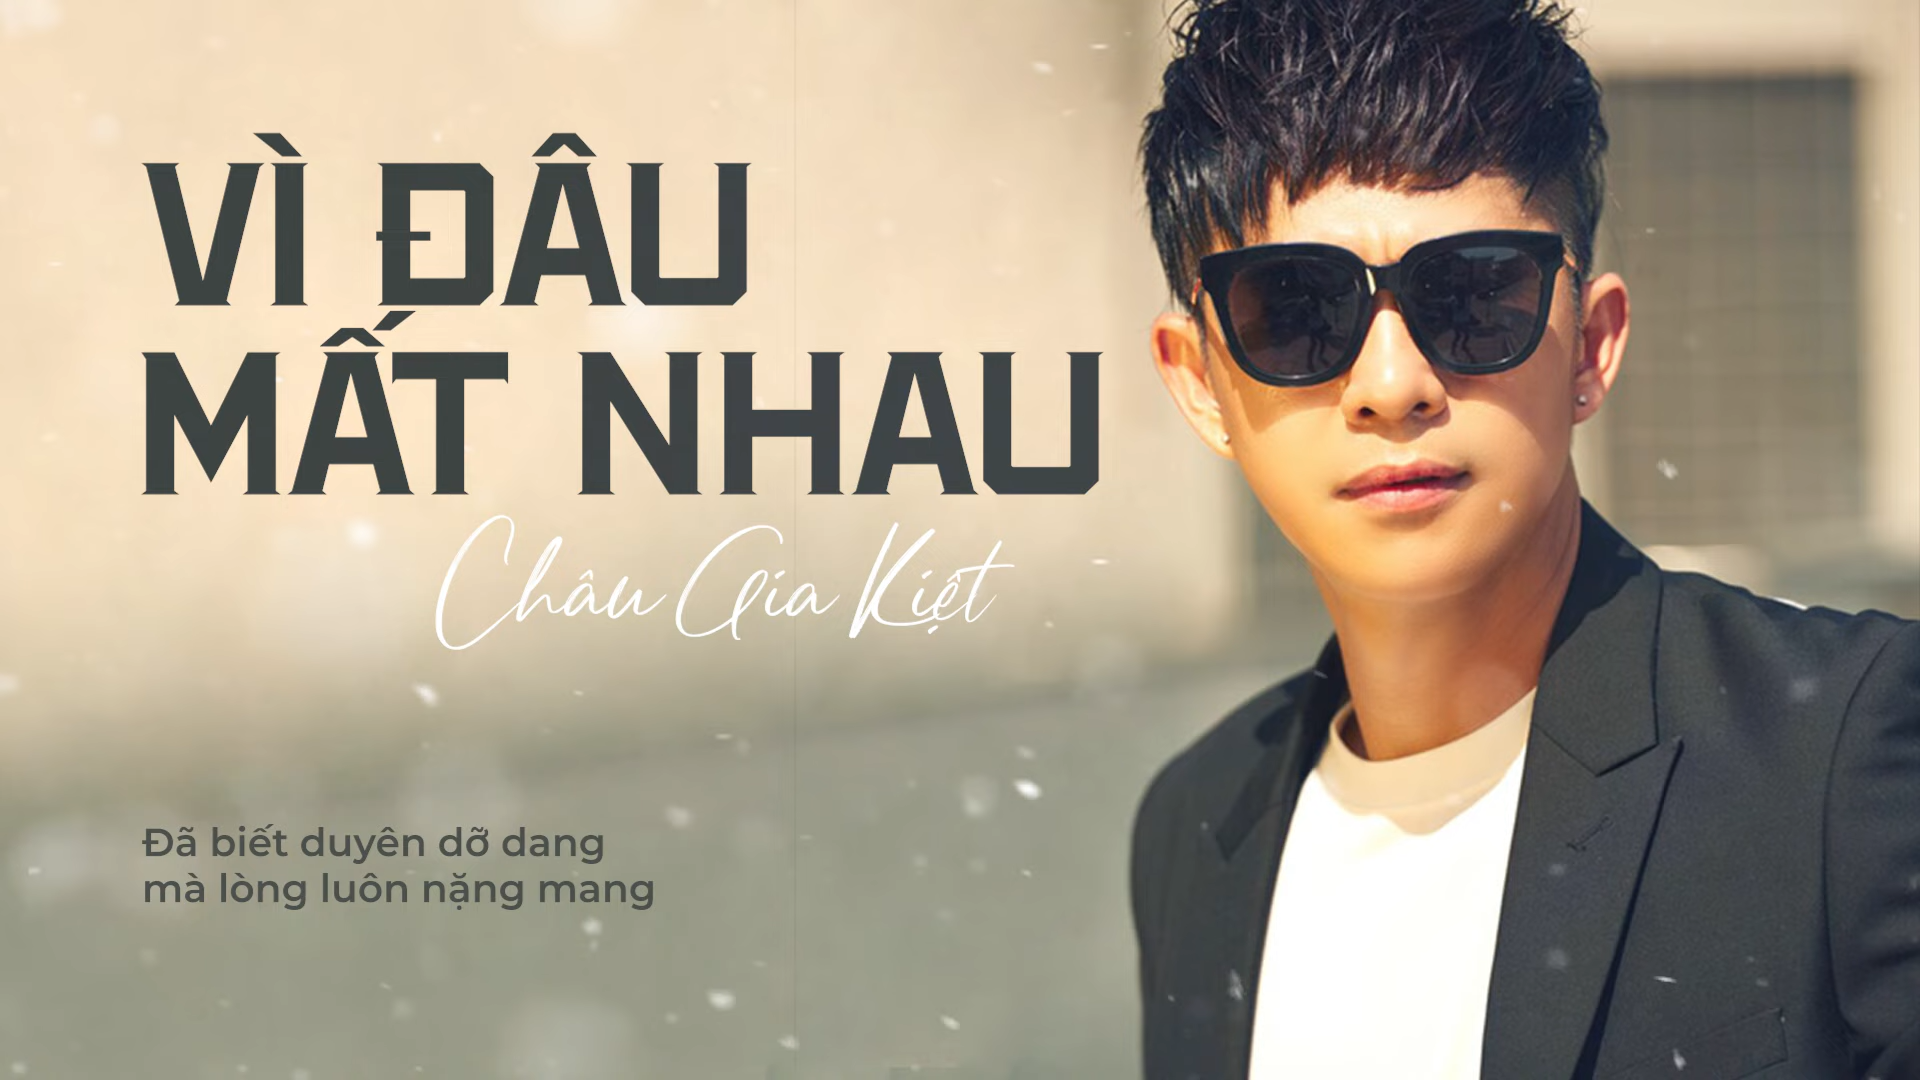 VÌ ĐÂU
MẤT NHAU
Châu Gia Kiệt
Đã biết duyên dỡ dang
mà lòng luôn nặng mang